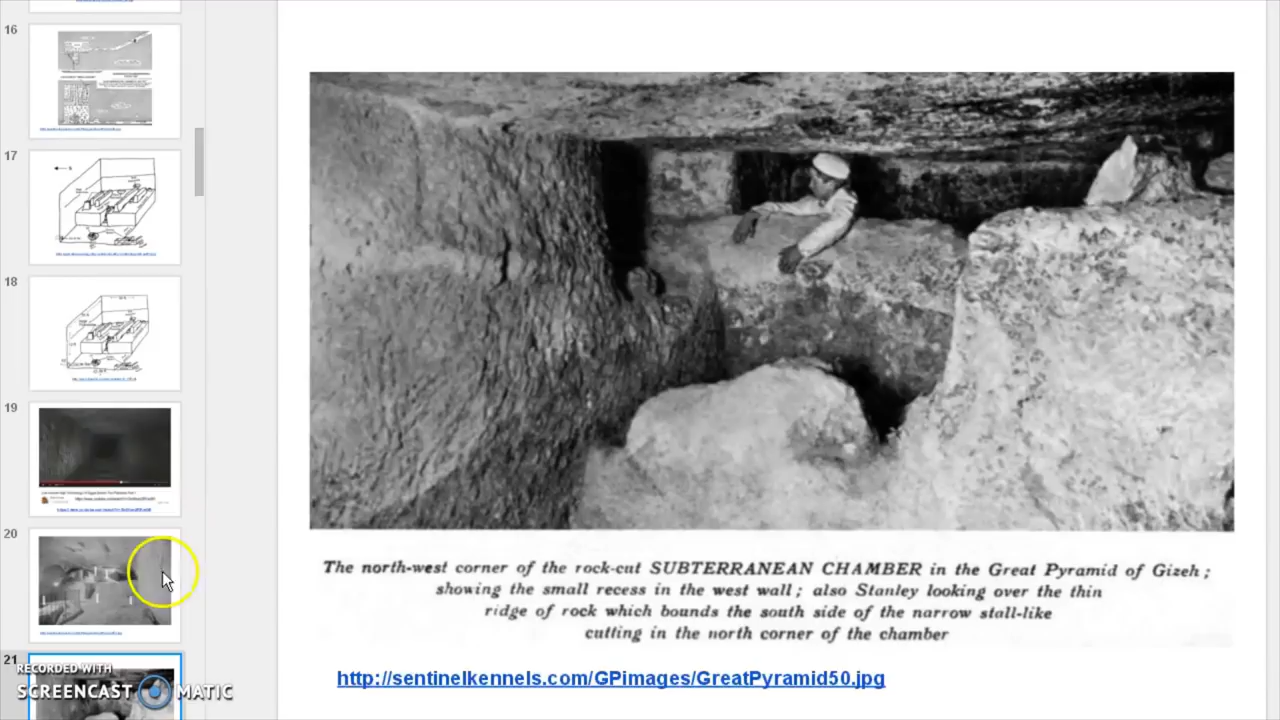 16
17
18
19
20
21
RECORDED WITH
SCREENCAST MATIC
The north-west corner of the rock-cut SUBTERRANEAN CHAMBER in the Great Pyramid of Gizeh ;
showing the small recess in the west wall ; also Stanley looking over the thin
ridge of rock which bounds the south side of the narrow stall-like
cutting in the north corner of the chamber
http://sentinelkennels.com/GPimages/GreatPyramid50.jpg